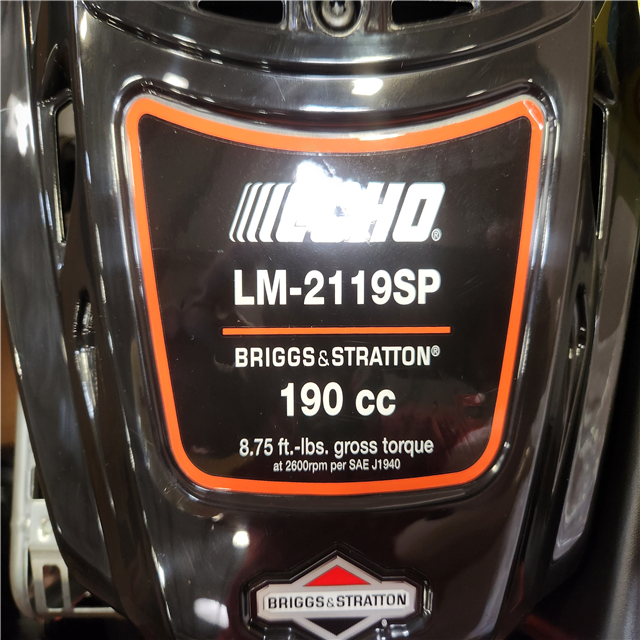 ECHO®
LM-2119SP
BRIGGS&STRATTON®
190 cc
8.75 ft.-lbs. gross torque
at 2600rpm per SAE J1940
BRIGGS&STRATTON